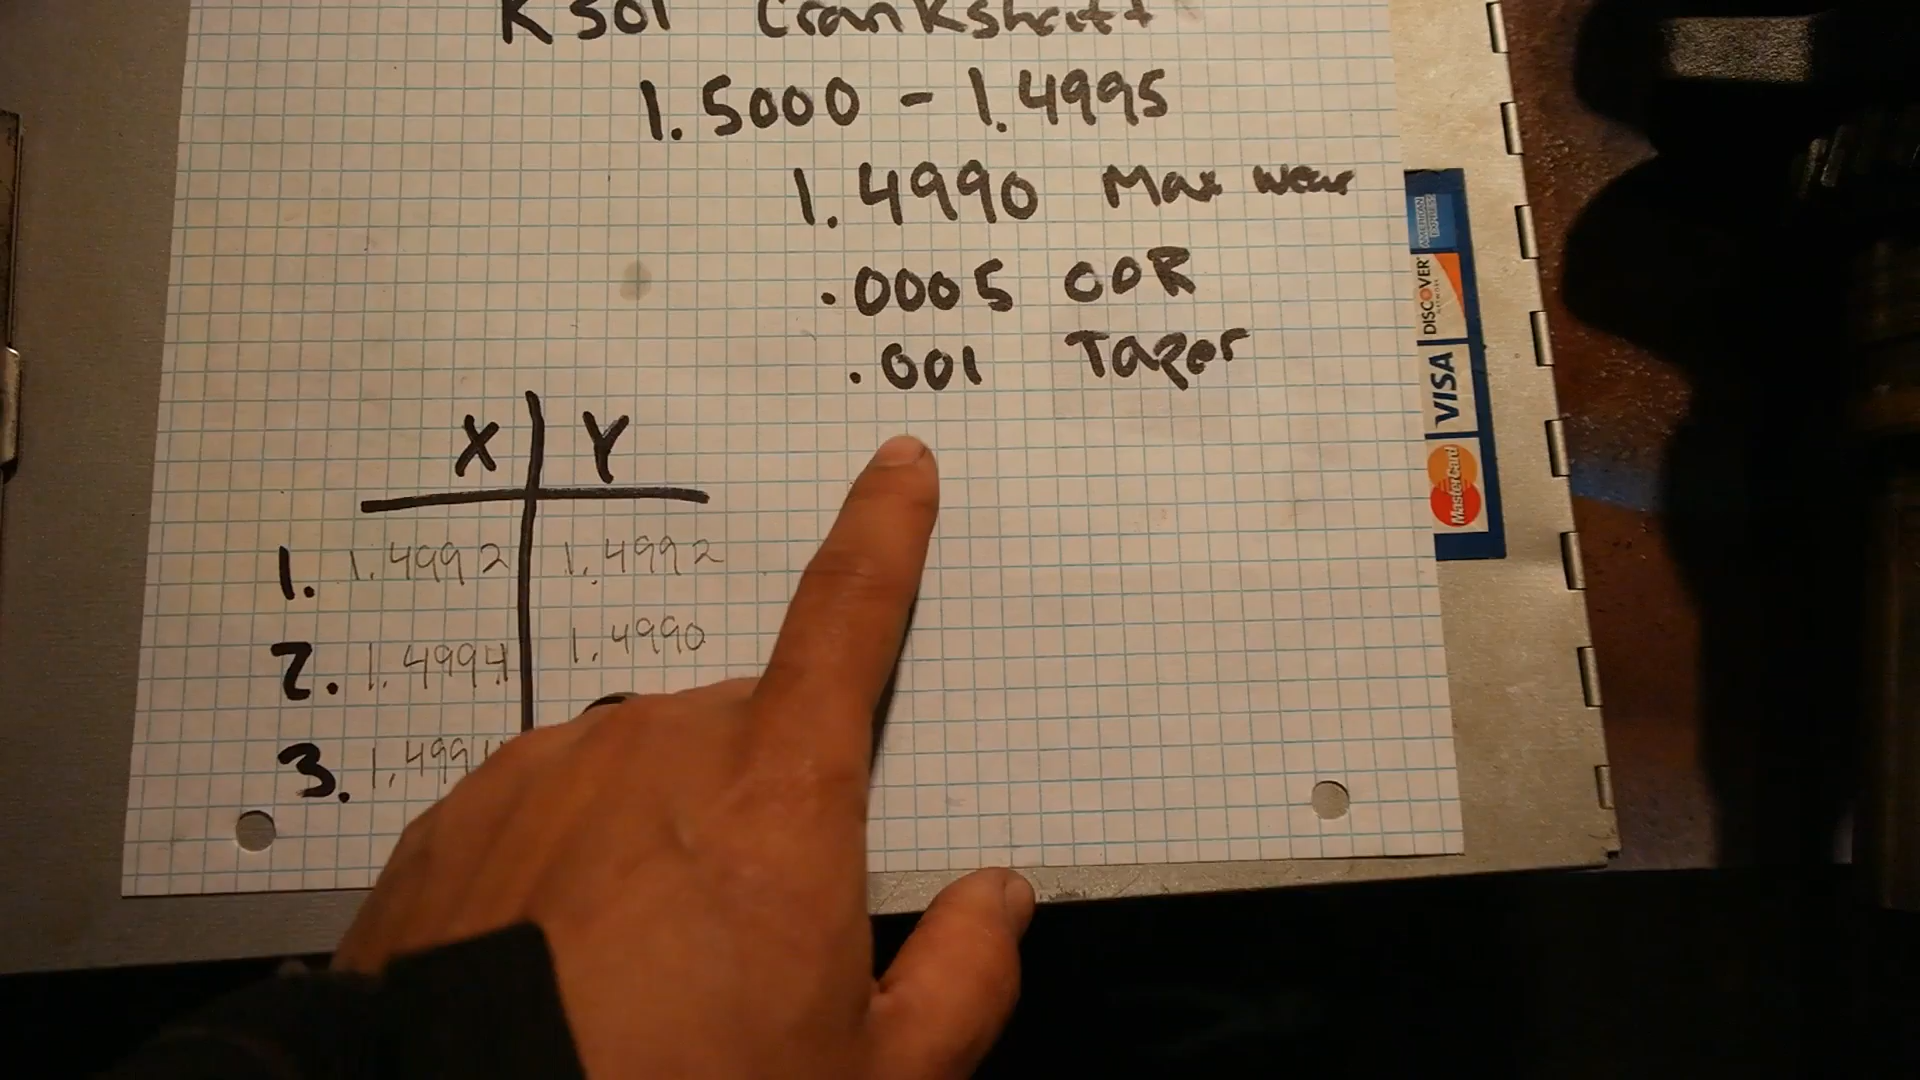 K301 Crankshaft
1.5000 - 1.4995
1.4990 Max wear
.0005 OOR
.001 Taper
X Y
1. 1.4992 1.4992
2. 1.4994 1.4990
3.
AMERICAN EXPRESS
DISCOVER
NETWORK
VISA
MasterCard